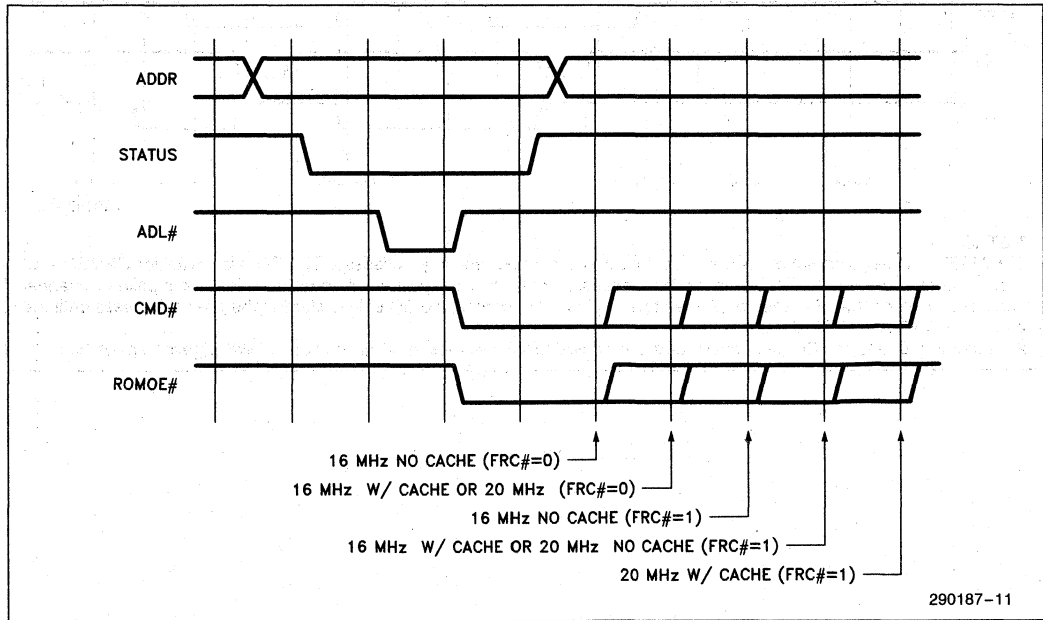 ADDR
STATUS
ADL#
CMD#
ROMOE#
16 MHz NO CACHE (FRC#=0)
16 MHz W/ CACHE OR 20 MHz (FRC#=0)
16 MHz NO CACHE (FRC#=1)
16 MHz W/ CACHE OR 20 MHz NO CACHE (FRC#=1)
20 MHz W/ CACHE (FRC#=1)
290187-11